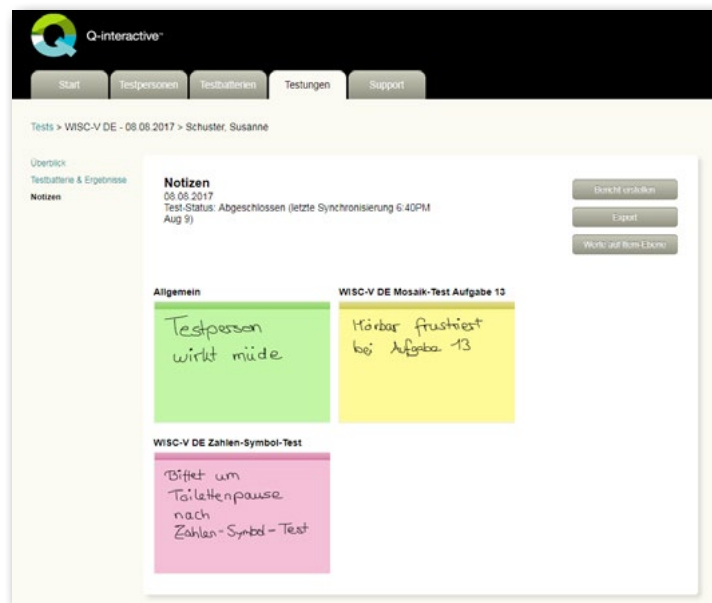 Q-interactive™
Start
Testpersonen
Testbatterien
Testungen
Support
Tests > WISC-V DE - 08.08.2017 > Schuster, Susanne
Überblick
Testbatterie & Ergebnisse
Notizen
Notizen
08.08.2017
Test-Status: Abgeschlossen (letzte Synchronisierung 6:40PM
Aug 9)
Bericht erstellen
Export
Werte auf Item-Ebene
Allgemein
Testperson
wirkt müde
WISC-V DE Mosaik-Test Aufgabe 13
Hörbar frustriert
bei Aufgabe 13
WISC-V DE Zahlen-Symbol-Test
Bittet um
Toilettenpause
nach
Zahlen-Symbol-Test